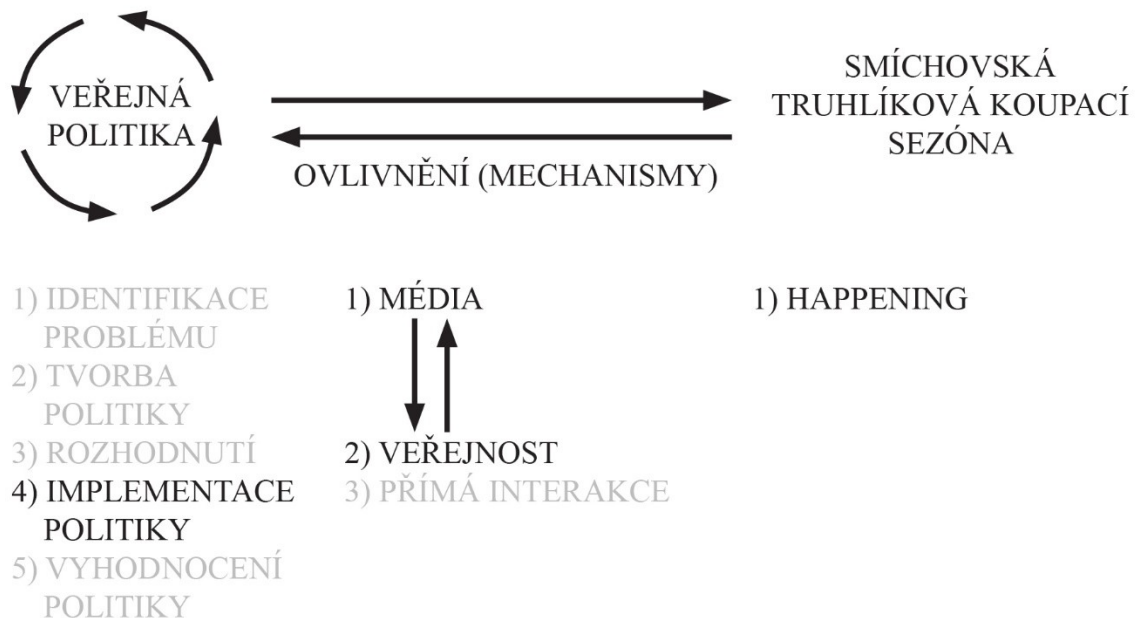 VEŘEJNÁ
POLITIKA
OVLIVNĚNÍ (MECHANISMY)
SMÍCHOVSKÁ
TRUHLÍKOVÁ KOUPACÍ
SEZÓNA
1) IDENTIFIKACE
PROBLÉMU
2) TVORBA
POLITIKY
3) ROZHODNUTÍ
4) IMPLEMENTACE
POLITIKY
5) VYHODNOCENÍ
POLITIKY
1) MÉDIA
2) VEŘEJNOST
3) PŘÍMÁ INTERAKCE
1) HAPPENING